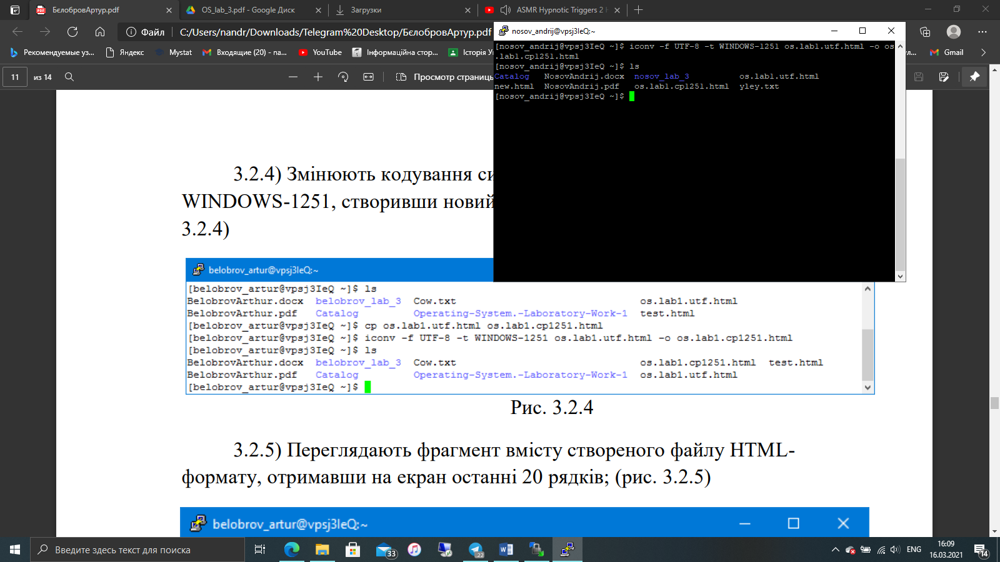 БєлобровАртур.pdf
OS_lab_3.pdf - Google Диск
Загрузки
ASMR Hypnotic Triggers 2
Файл
C:/Users/nandr/Downloads/Telegram%20Desktop/БєлобровАртур.pdf
Рекомендуемые уз...
Яндекс
Mystat
Входящие (20) - na...
YouTube
Інформаційна стор...
Історія
Gmail
11 из 14
Просмотр страницы
nosov_andrij@vpsj3IeQ:~
[nosov_andrij@vpsj3IeQ ~]$ iconv -f UTF-8 -t WINDOWS-1251 os.lab1.utf.html -o os
.lab1.cp1251.html
[nosov_andrij@vpsj3IeQ ~]$ ls
Catalog NosovAndrij.docx nosov_lab_3 os.lab1.utf.html
new.html NosovAndrij.pdf os.lab1.cp1251.html yley.txt
[nosov_andrij@vpsj3IeQ ~]$
3.2.4) Змінюють кодування си
WINDOWS-1251, створивши новий
3.2.4)
belobrov_artur@vpsj3IeQ:~
[belobrov_artur@vpsj3IeQ ~]$ ls
BelobrovArthur.docx belobrov_lab_3 Cow.txt os.lab1.utf.html
BelobrovArthur.pdf Catalog Operating-System.-Laboratory-Work-1 test.html
[belobrov_artur@vpsj3IeQ ~]$ cp os.lab1.utf.html os.lab1.cp1251.html
[belobrov_artur@vpsj3IeQ ~]$ iconv -f UTF-8 -t WINDOWS-1251 os.lab1.utf.html -o os.lab1.cp1251.html
[belobrov_artur@vpsj3IeQ ~]$ ls
BelobrovArthur.docx belobrov_lab_3 Cow.txt os.lab1.cp1251.html test.html
BelobrovArthur.pdf Catalog Operating-System.-Laboratory-Work-1 os.lab1.utf.html
[belobrov_artur@vpsj3IeQ ~]$
Рис. 3.2.4
3.2.5) Переглядають фрагмент вмісту створеного файлу HTML-
формату, отримавши на екран останні 20 рядків; (рис. 3.2.5)
belobrov_artur@vpsj3IeQ:~
Введите здесь текст для поиска
33
22
ENG
16:09
16.03.2021
14